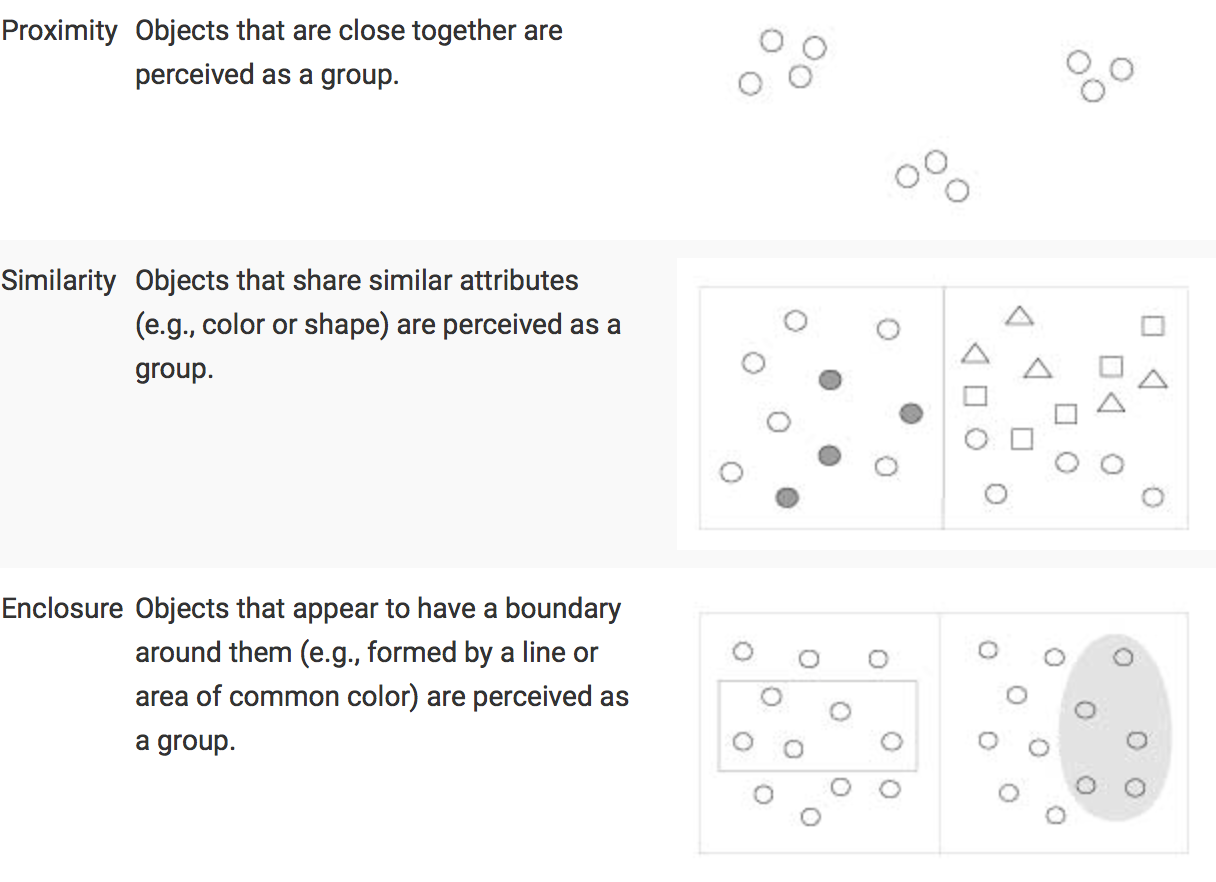 Proximity Objects that are close together are
perceived as a group.
Similarity Objects that share similar attributes
(e.g., color or shape) are perceived as a
group.
Enclosure Objects that appear to have a boundary
around them (e.g., formed by a line or
area of common color) are perceived as
a group.